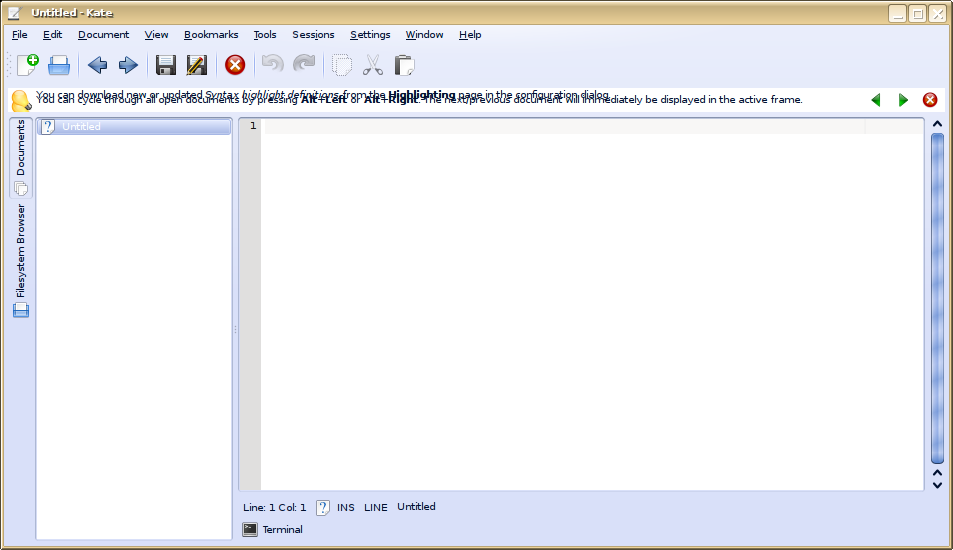 Untitled - Kate
File Edit Document View Bookmarks Tools Sessions Settings Window Help
You can download new or updated Syntax highlight definitions from the Highlighting page in the configuration dialog.
You can cycle through all open documents by pressing Alt+Left or Alt+Right. The next/previous document will immediately be displayed in the active frame.
Documents
Filesystem Browser
Untitled
1
Line: 1 Col: 1 INS LINE Untitled
Terminal